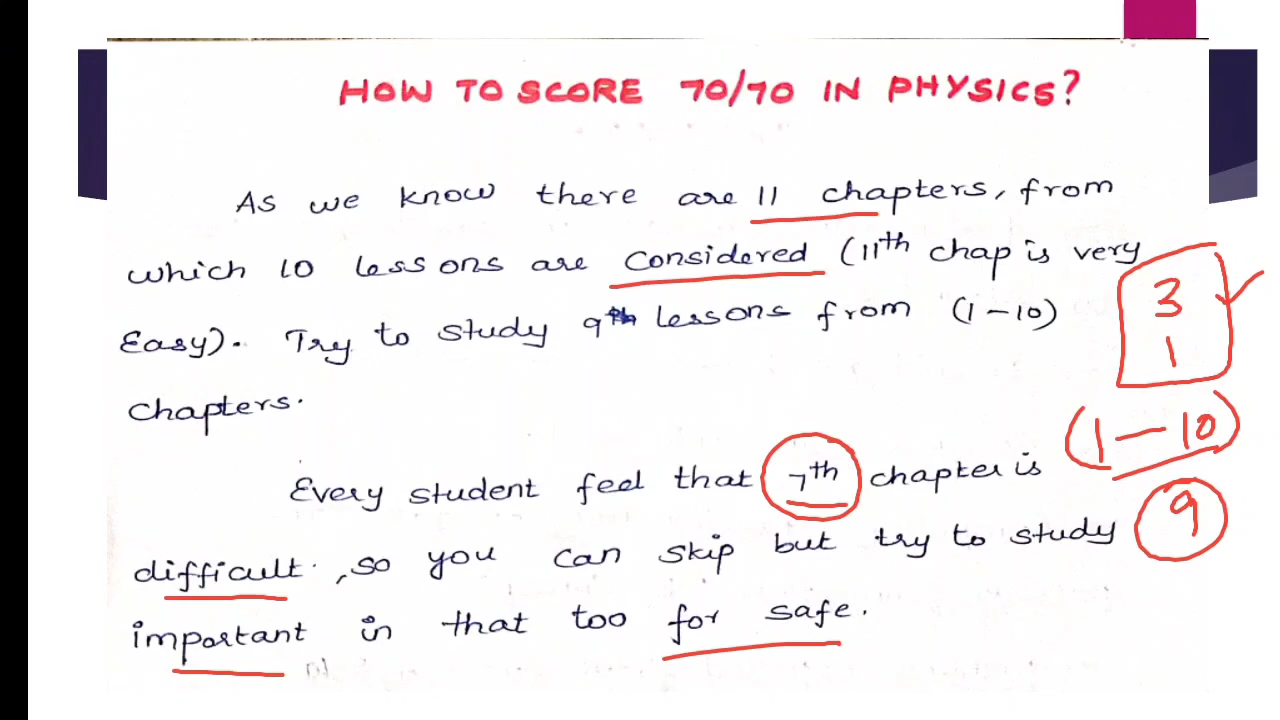 HOW TO SCORE 70/70 IN PHYSICS?
As we know there are 11 chapters, from
which 10 lessons are considered (11th chap is very
Easy). Try to study 9th lessons from (1-10)
chapters.
Every student feel that 7th chapter is
difficult, so you can skip but try to study
important in that too for safe.
3
1
(1-10)
9